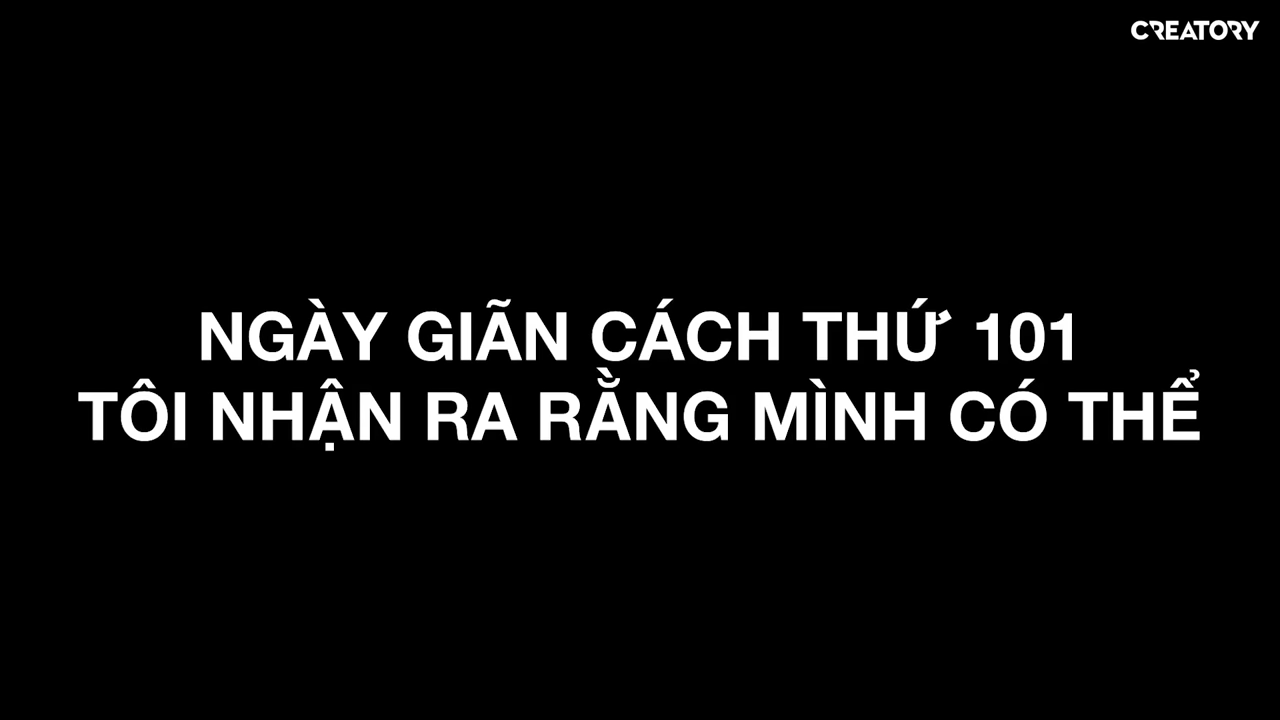 CREATORY
NGÀY GIÃN CÁCH THỨ 101
TÔI NHẬN RA RẰNG MÌNH CÓ THỂ